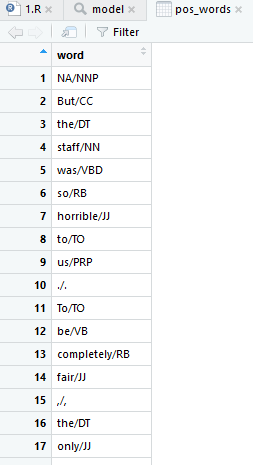 1.R × model × pos_words ×
Filter
word
1 NA/NNP
2 But/CC
3 the/DT
4 staff/NN
5 was/VBD
6 so/RB
7 horrible/JJ
8 to/TO
9 us/PRP
10 ./.
11 To/TO
12 be/VB
13 completely/RB
14 fair/JJ
15 ,/,
16 the/DT
17 only/JJ